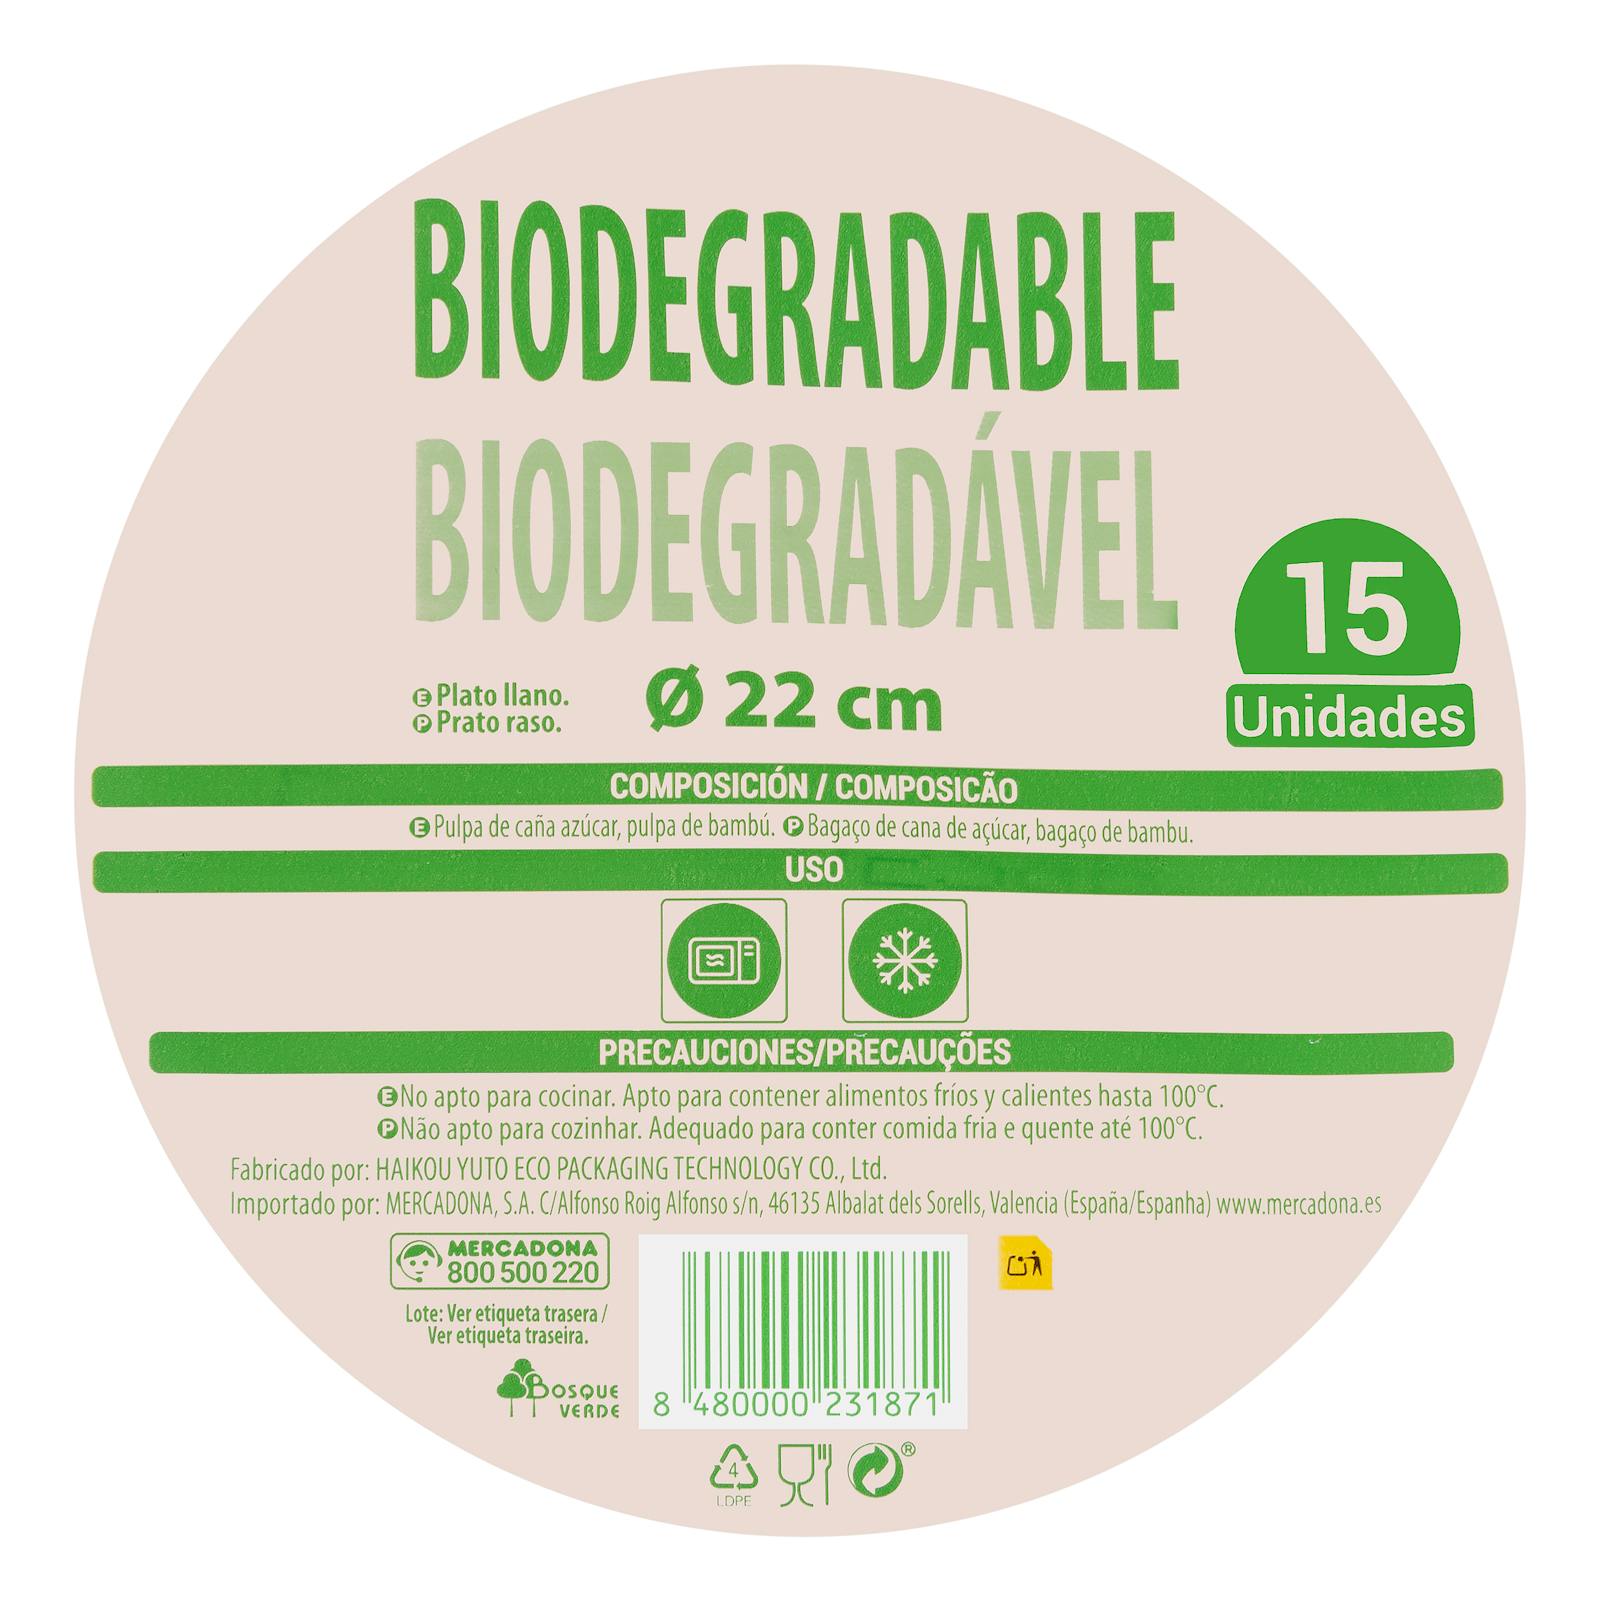 BIODEGRADABLE
BIODEGRADÁVEL
E Plato llano.
P Prato raso.
Ø 22 cm
15
Unidades
COMPOSICIÓN / COMPOSICÃO
E Pulpa de caña azúcar, pulpa de bambú. P Bagaço de cana de açúcar, bagaço de bambu.
USO
PRECAUCIONES/PRECAUÇÕES
E No apto para cocinar. Apto para contener alimentos fríos y calientes hasta 100°C.
P Não apto para cozinhar. Adequado para conter comida fria e quente até 100°C.
Fabricado por: HAIKOU YUTO ECO PACKAGING TECHNOLOGY CO., Ltd.
Importado por: MERCADONA, S.A. C/Alfonso Roig Alfonso s/n, 46135 Albalat dels Sorells, Valencia (España/Espanha) www.mercadona.es
MERCADONA
800 500 220
Lote: Ver etiqueta trasera /
Ver etiqueta traseira.
BOSQUE
VERDE
8 480000 231871
4
LDPE
®